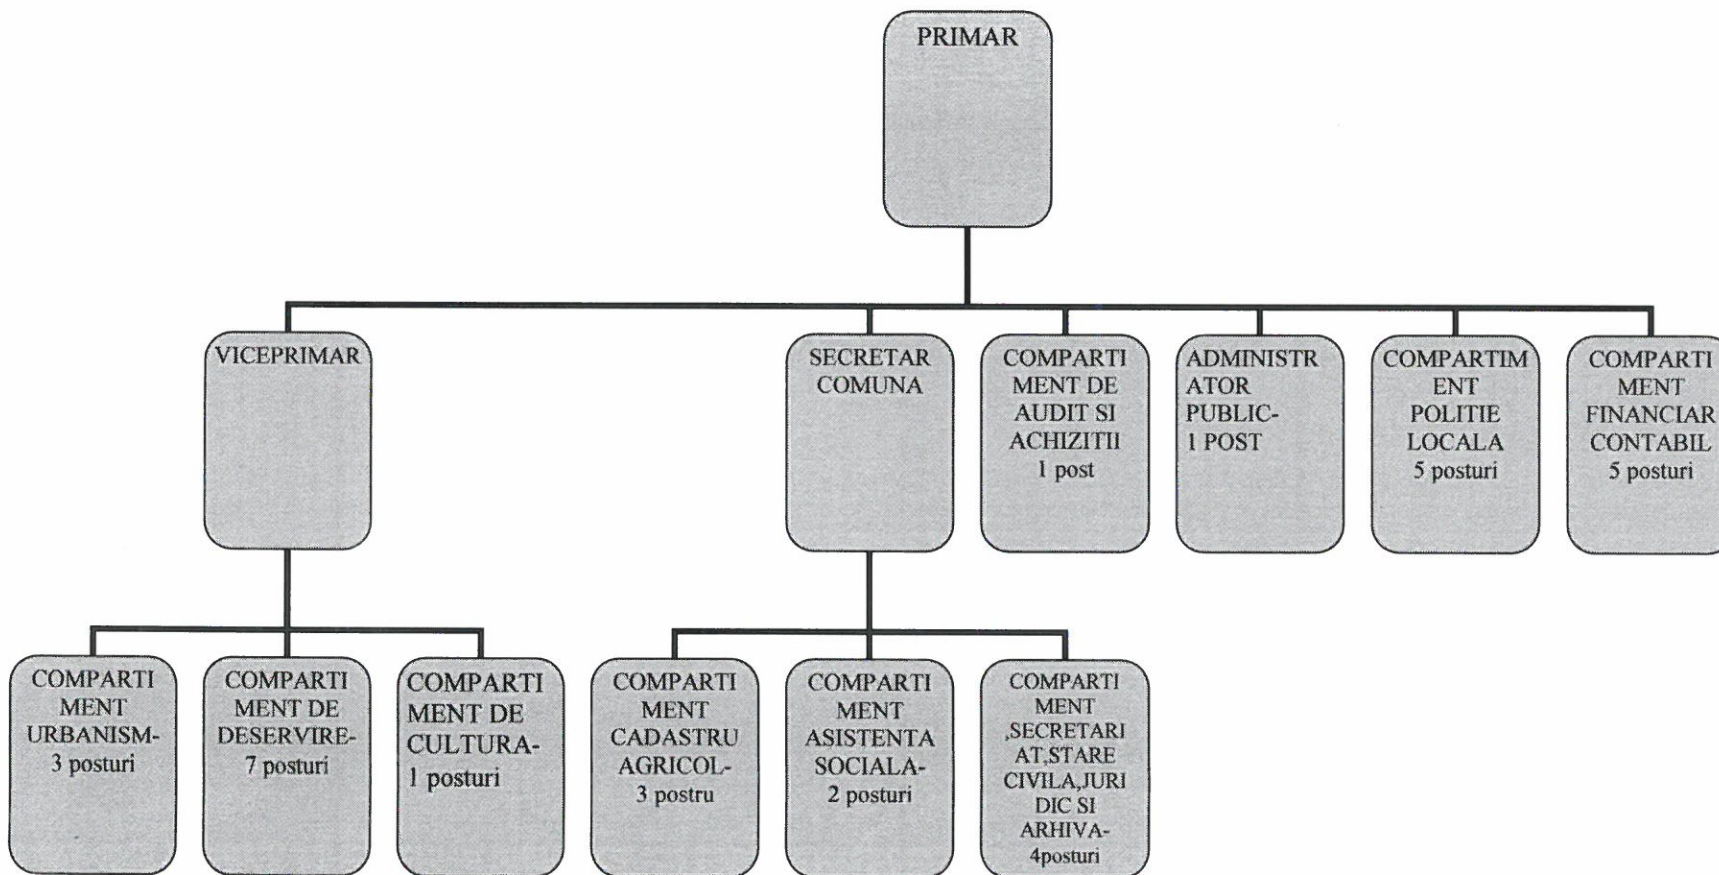 PRIMAR
VICEPRIMAR
SECRETAR
COMUNA
COMPARTI
MENT DE
AUDIT SI
ACHIZITII
1 post
ADMINISTR
ATOR
PUBLIC-
1 POST
COMPARTIM
ENT
POLITIE
LOCALA
5 posturi
COMPARTI
MENT
FINANCIAR
CONTABIL
5 posturi
COMPARTI
MENT
URBANISM-
3 posturi
COMPARTI
MENT DE
DESERVIRE-
7 posturi
COMPARTI
MENT DE
CULTURA-
1 posturi
COMPARTI
MENT
CADASTRU
AGRICOL-
3 postru
COMPARTI
MENT
ASISTENTA
SOCIALA-
2 posturi
COMPARTI
MENT
,SECRETARI
AT,STARE
CIVILA,JURI
DIC SI
ARHIVA-
4posturi